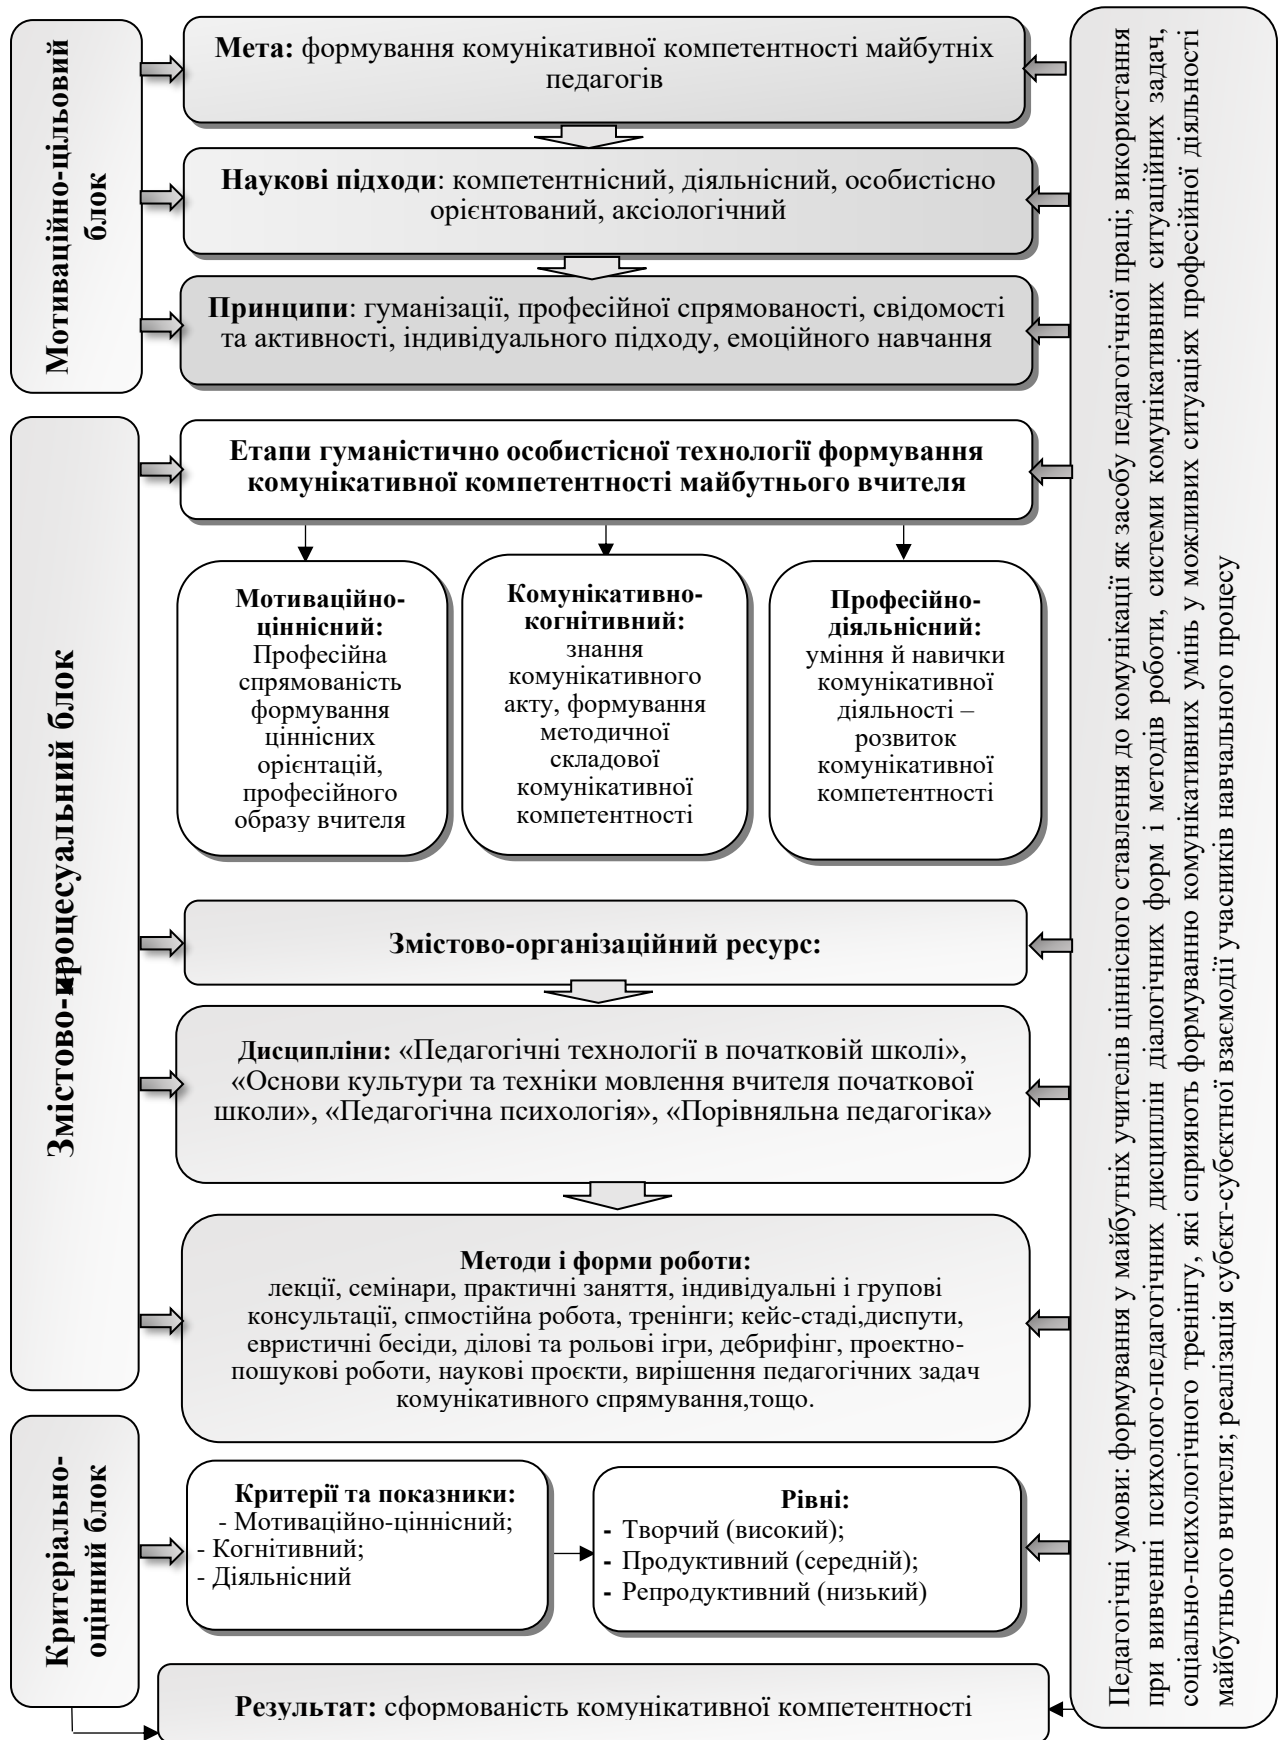 Мотиваційно-цільовий
блок
Мета: формування комунікативної компетентності майбутніх
педагогів
Наукові підходи: компетентнісний, діяльнісний, особистісно
орієнтований, аксіологічний
Принципи: гуманізації, професійної спрямованості, свідомості
та активності, індивідуального підходу, емоційного навчання
Змістово-процесуальний блок
Етапи гуманістично особистісної технології формування
комунікативної компетентності майбутнього вчителя
Мотиваційно-
ціннісний:
Професійна
спрямованість
формування
ціннісних
орієнтацій,
професійного
образу вчителя
Комунікативно-
когнітивний:
знання
комунікативного
акту, формування
методичної
складової
комунікативної
компетентності
Професійно-
діяльнісний:
уміння й навички
комунікативної
діяльності –
розвиток
комунікативної
компетентності
Змістово-організаційний ресурс:
Дисципліни: «Педагогічні технології в початковій школі»,
«Основи культури та техніки мовлення вчителя початкової
школи», «Педагогічна психологія», «Порівняльна педагогіка»
Методи і форми роботи:
лекції, семінари, практичні заняття, індивідуальні і групові
консультації, спмостійна робота, тренінги; кейс-стаді,диспути,
евристичні бесіди, ділові та рольові ігри, дебрифінг, проектно-
пошукові роботи, наукові проєкти, вирішення педагогічних задач
комунікативного спрямування,тощо.
Критеріально-
оцінний блок
Критерії та показники:
- Мотиваційно-ціннісний;
- Когнітивний;
- Діяльнісний
Рівні:
- Творчий (високий);
- Продуктивний (середній);
- Репродуктивний (низький)
Результат: сформованість комунікативної компетентності
Педагогічні умови: формування у майбутніх учителів ціннісного ставлення до комунікації як засобу педагогічної праці; використання
при вивченні психолого-педагогічних дисциплін діалогічних форм і методів роботи, системи комунікативних ситуаційних задач,
соціально-психологічного тренінгу, які сприяють формуванню комунікативних умінь у можливих ситуаціях професійної діяльності
майбутнього вчителя; реалізація субєкт-субєктної взаємодії учасників навчального процесу